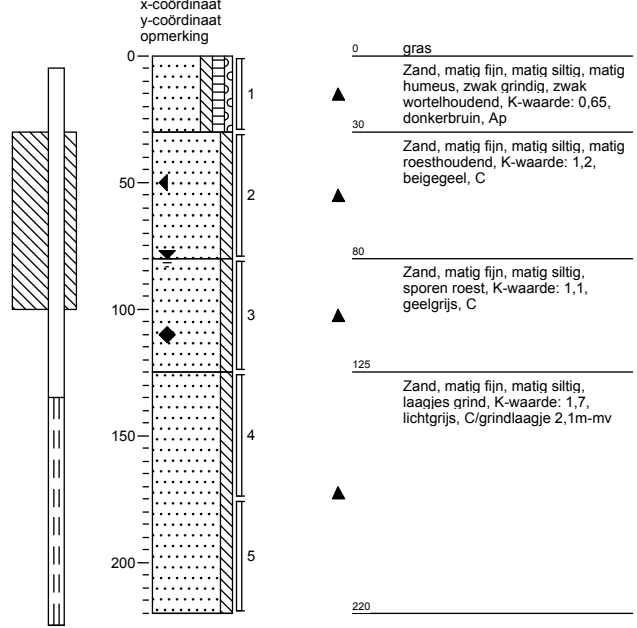 x-coördinaat
y-coördinaat
opmerking
0
50
100
150
200
1
2
3
4
5
0 gras
Zand, matig fijn, matig siltig, matig
humeus, zwak grindig, zwak
wortelhoudend, K-waarde: 0,65,
donkerbruin, Ap
30
Zand, matig fijn, matig siltig, matig
roesthoudend, K-waarde: 1,2,
beigegeel, C
80
Zand, matig fijn, matig siltig,
sporen roest, K-waarde: 1,1,
geelgrijs, C
125
Zand, matig fijn, matig siltig,
laagjes grind, K-waarde: 1,7,
lichtgrijs, C/grindlaagje 2,1m-mv
220